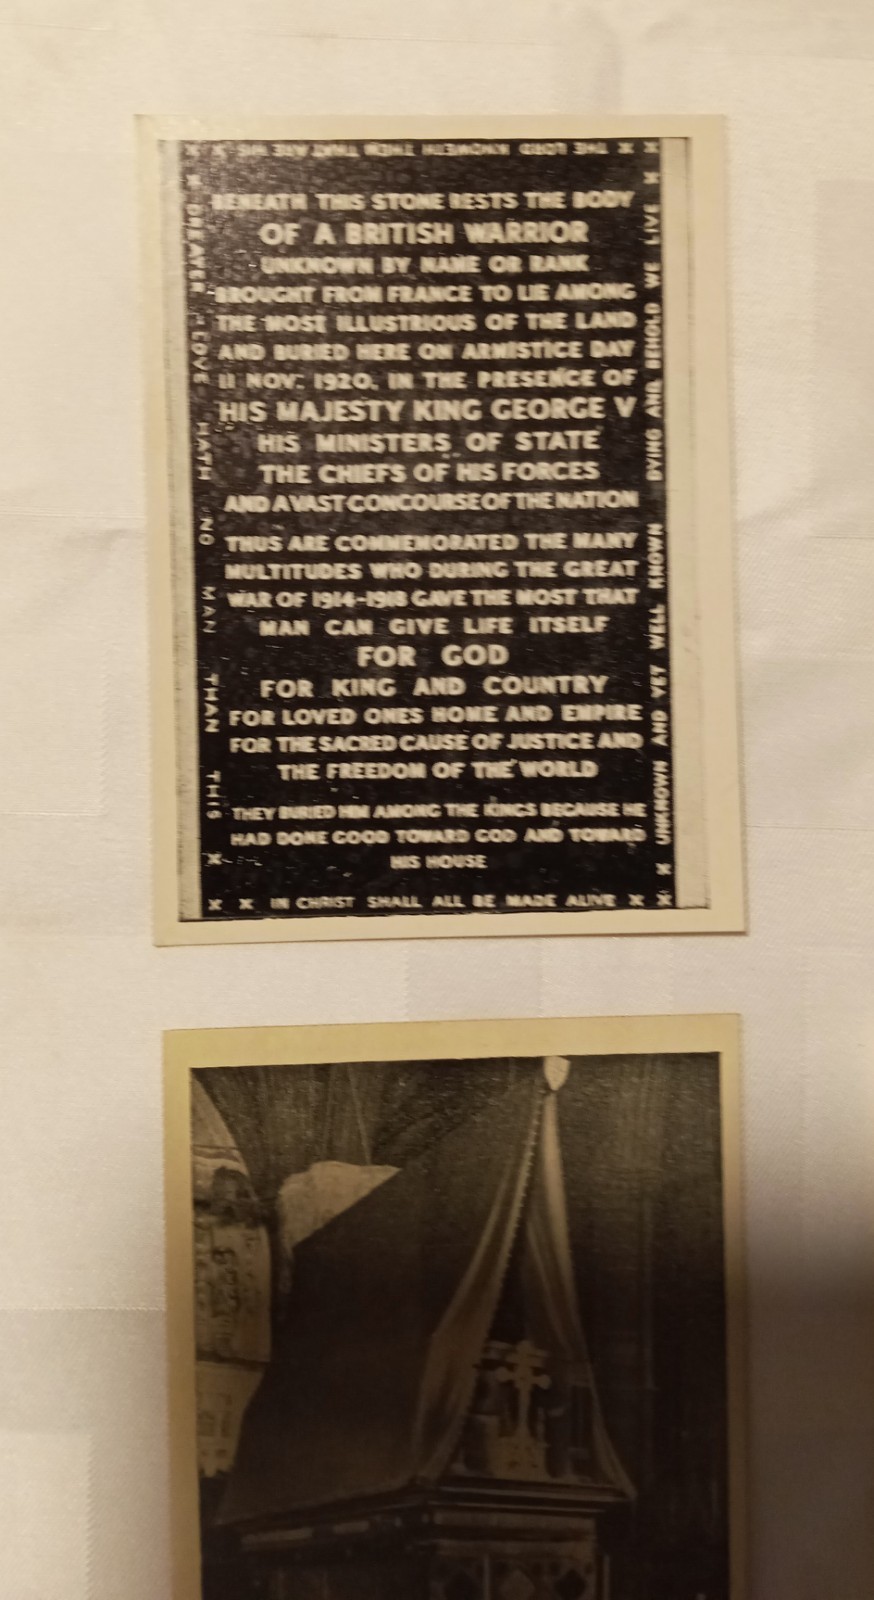 THE LORD KNOWETH THEM THAT ARE HIS
BENEATH THIS STONE RESTS THE BODY
OF A BRITISH WARRIOR
UNKNOWN BY NAME OR RANK
BROUGHT FROM FRANCE TO LIE AMONG
THE MOST ILLUSTRIOUS OF THE LAND
AND BURIED HERE ON ARMISTICE DAY
11 NOV: 1920. IN THE PRESENCE OF
HIS MAJESTY KING GEORGE V
HIS MINISTERS OF STATE
THE CHIEFS OF HIS FORCES
AND A VAST CONCOURSE OF THE NATION
THUS ARE COMMEMORATED THE MANY
MULTITUDES WHO DURING THE GREAT
WAR OF 1914-1918 GAVE THE MOST THAT
MAN CAN GIVE LIFE ITSELF
FOR GOD
FOR KING AND COUNTRY
FOR LOVED ONES HOME AND EMPIRE
FOR THE SACRED CAUSE OF JUSTICE AND
THE FREEDOM OF THE WORLD
THEY BURIED HIM AMONG THE KINGS BECAUSE HE
HAD DONE GOOD TOWARD GOD AND TOWARD
HIS HOUSE
GREATER LOVE HATH NO MAN THAN THIS
UNKNOWN AND YET WELL KNOWN DYING AND BEHOLD WE LIVE
IN CHRIST SHALL ALL BE MADE ALIVE